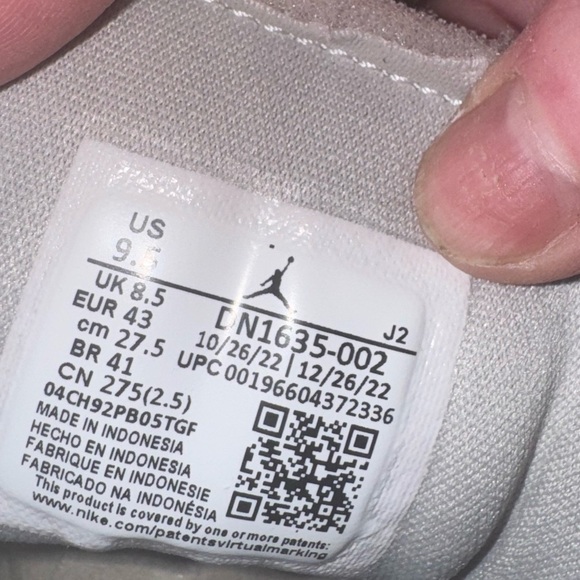 US
9.5
UK 8.5
EUR 43
cm 27.5
BR 41
CN 275(2.5)
J2
DN1635-002
10/26/22 | 12/26/22
UPC 00196604372336
04CH92PB05TGF
MADE IN INDONESIA
HECHO EN INDONESIA
FABRIQUE EN INDONESIE
FABRICADO NA INDONÉSIA
This product is covered by one or more patents:
www.nike.com/patentsvirtualmarking